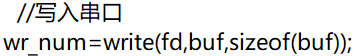 //写入串口
wr_num=write(fd,buf,sizeof(buf));